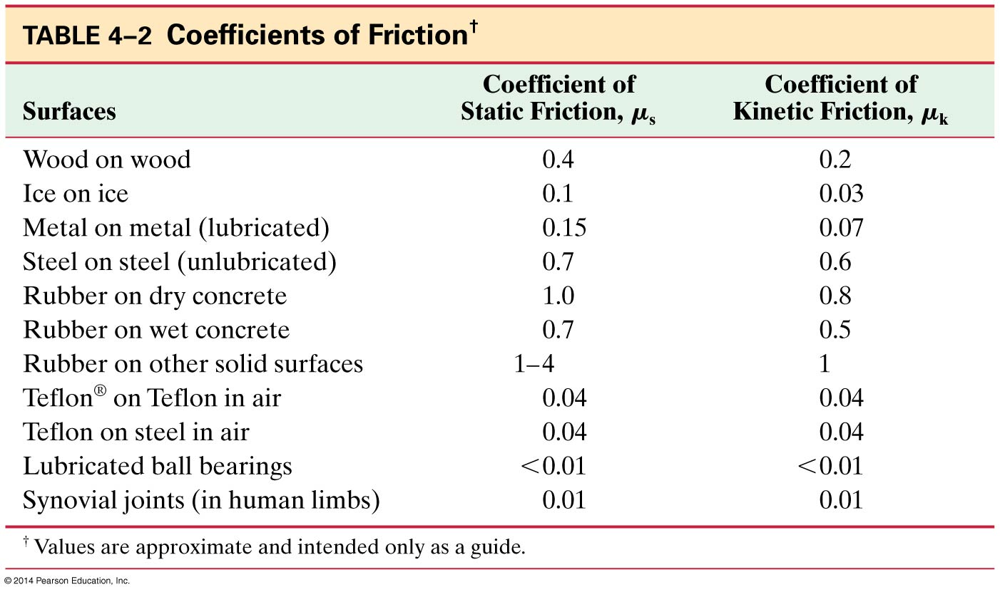 TABLE 4–2 Coefficients of Friction†
Surfaces Coefficient of Static Friction, μs Coefficient of Kinetic Friction, μk
Wood on wood 0.4 0.2
Ice on ice 0.1 0.03
Metal on metal (lubricated) 0.15 0.07
Steel on steel (unlubricated) 0.7 0.6
Rubber on dry concrete 1.0 0.8
Rubber on wet concrete 0.7 0.5
Rubber on other solid surfaces 1–4 1
Teflon® on Teflon in air 0.04 0.04
Teflon on steel in air 0.04 0.04
Lubricated ball bearings <0.01 <0.01
Synovial joints (in human limbs) 0.01 0.01
† Values are approximate and intended only as a guide.
© 2014 Pearson Education, Inc.